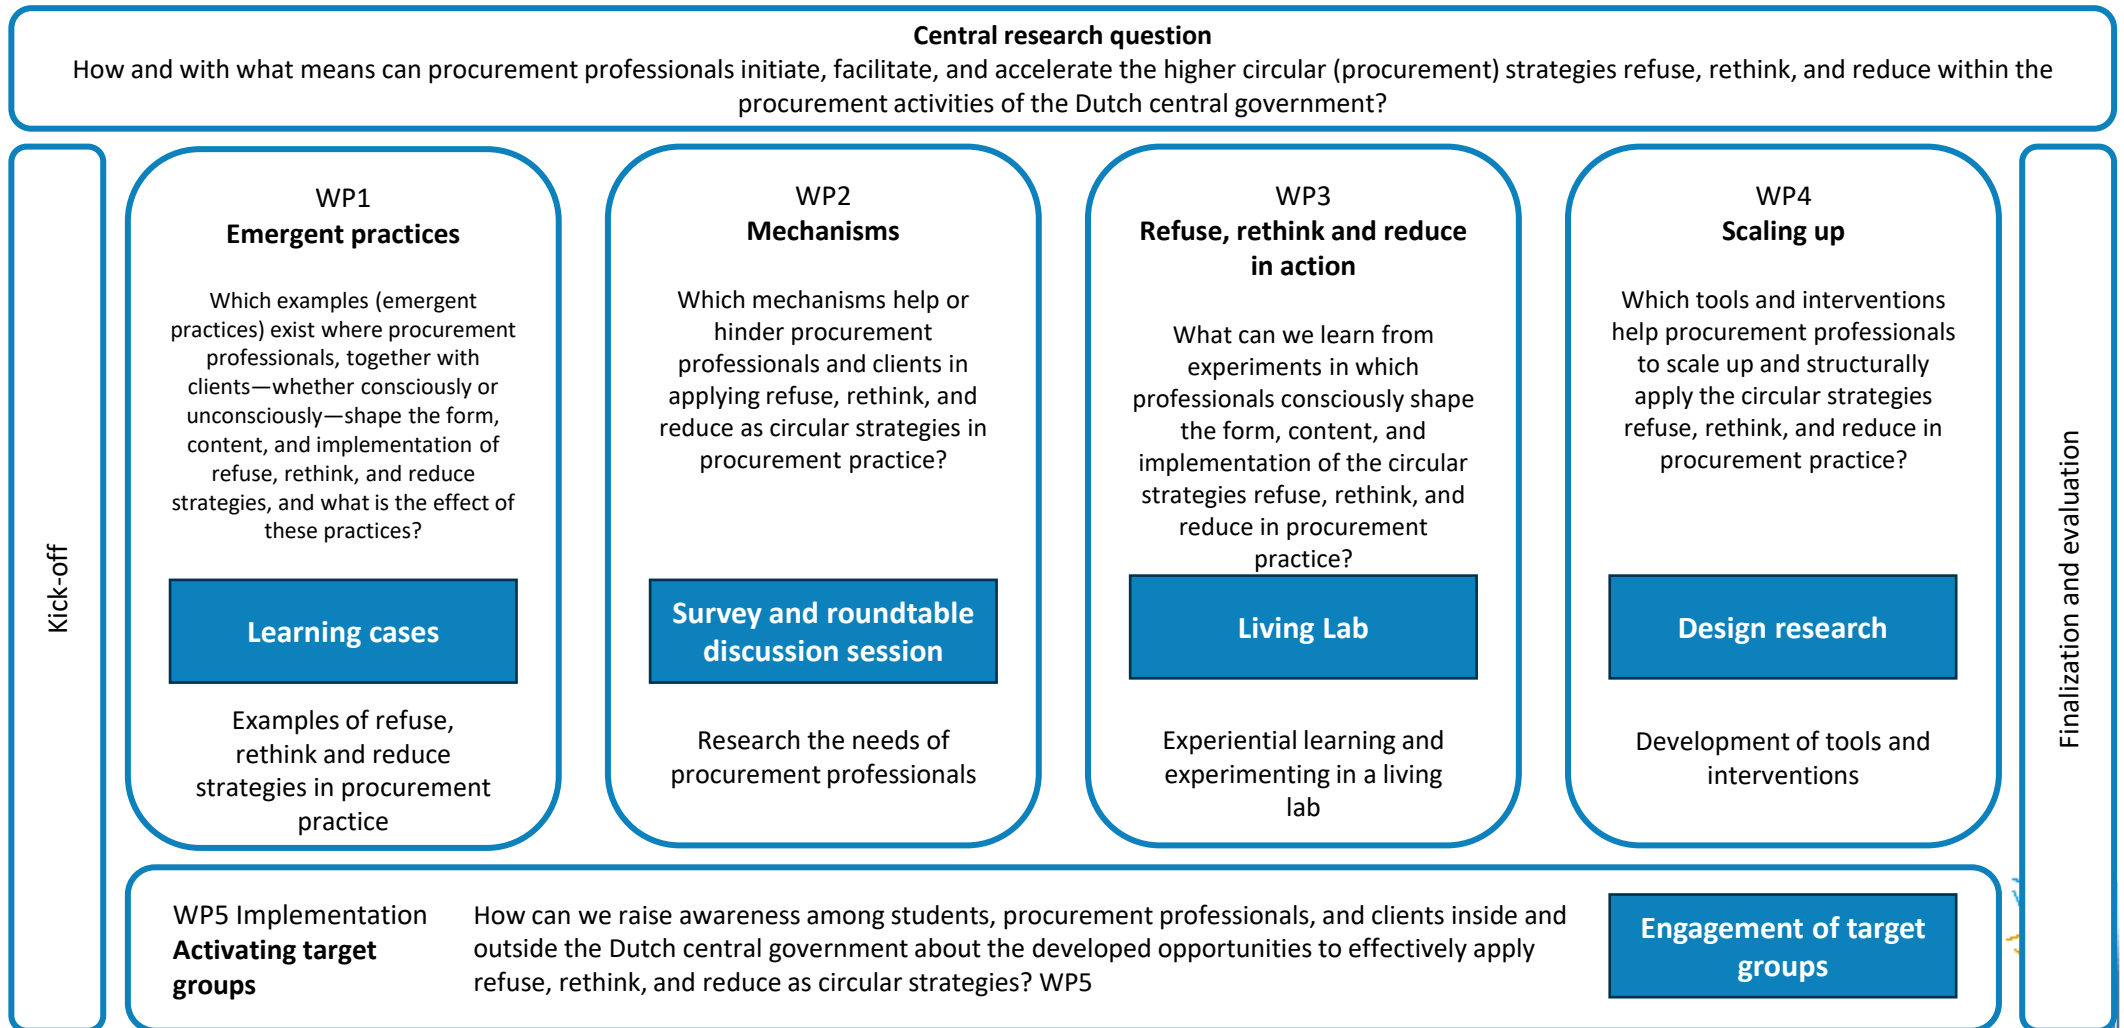 Central research question
How and with what means can procurement professionals initiate, facilitate, and accelerate the higher circular (procurement) strategies refuse, rethink, and reduce within the
procurement activities of the Dutch central government?
Kick-off
WP1
Emergent practices
Which examples (emergent
practices) exist where procurement
professionals, together with
clients—whether consciously or
unconsciously—shape the form,
content, and implementation of
refuse, rethink, and reduce
strategies, and what is the effect of
these practices?
Learning cases
Examples of refuse,
rethink and reduce
strategies in procurement
practice
WP2
Mechanisms
Which mechanisms help or
hinder procurement
professionals and clients in
applying refuse, rethink, and
reduce as circular strategies in
procurement practice?
Survey and roundtable
discussion session
Research the needs of
procurement professionals
WP3
Refuse, rethink and reduce
in action
What can we learn from
experiments in which
professionals consciously shape
the form, content, and
implementation of the circular
strategies refuse, rethink, and
reduce in procurement
practice?
Living Lab
Experiential learning and
experimenting in a living
lab
WP4
Scaling up
Which tools and interventions
help procurement professionals
to scale up and structurally
apply the circular strategies
refuse, rethink, and reduce in
procurement practice?
Design research
Development of tools and
interventions
Finalization and evaluation
WP5 Implementation
Activating target
groups
How can we raise awareness among students, procurement professionals, and clients inside and
outside the Dutch central government about the developed opportunities to effectively apply
refuse, rethink, and reduce as circular strategies? WP5
Engagement of target
groups